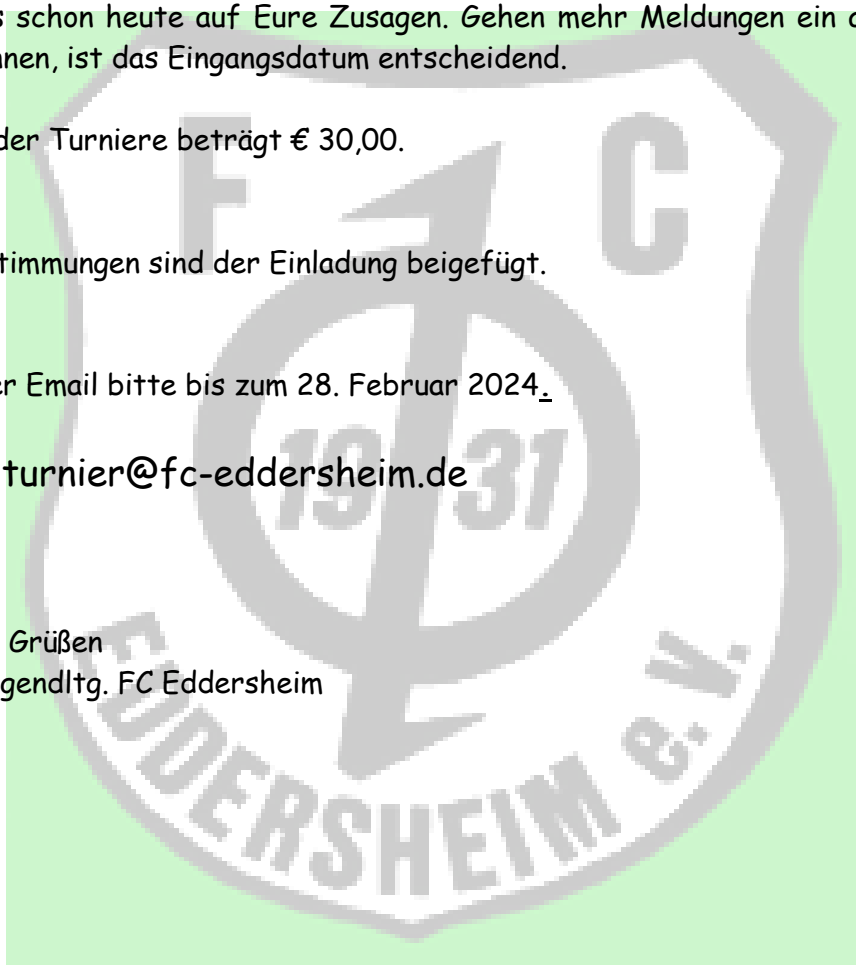 s schon heute auf Eure Zusagen. Gehen mehr Meldungen ein
nnen, ist das Eingangsdatum entscheidend.
der Turniere beträgt € 30,00.
timmungen sind der Einladung beigefügt.
er Email bitte bis zum 28. Februar 2024.
turnier@fc-eddersheim.de
Grüßen
gendltg. FC Eddersheim
F C
1931
EDDERSHEIM e.V.